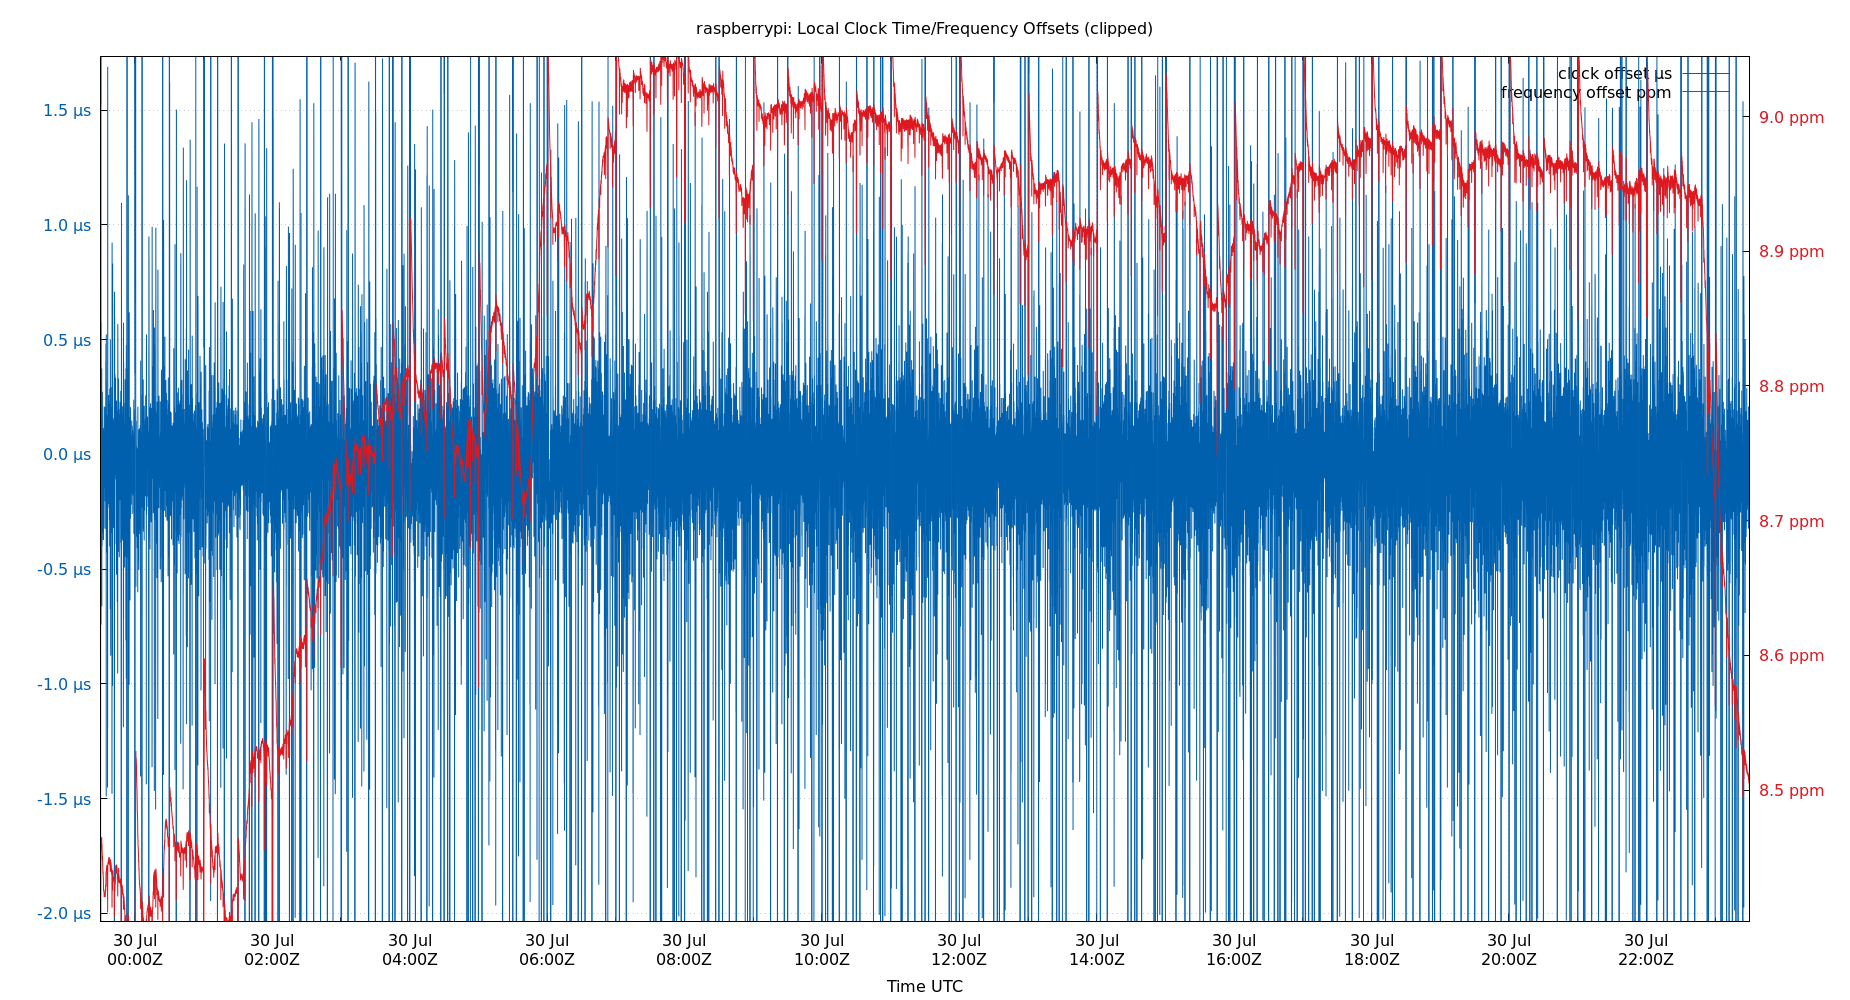 raspberrypi: Local Clock Time/Frequency Offsets (clipped)
clock offset µs
frequency offset ppm
1.5 µs
1.0 µs
0.5 µs
0.0 µs
-0.5 µs
-1.0 µs
-1.5 µs
-2.0 µs
9.0 ppm
8.9 ppm
8.8 ppm
8.7 ppm
8.6 ppm
8.5 ppm
30 Jul 30 Jul 30 Jul 30 Jul 30 Jul 30 Jul 30 Jul 30 Jul 30 Jul 30 Jul 30 Jul 30 Jul
00:00Z 02:00Z 04:00Z 06:00Z 08:00Z 10:00Z 12:00Z 14:00Z 16:00Z 18:00Z 20:00Z 22:00Z
Time UTC